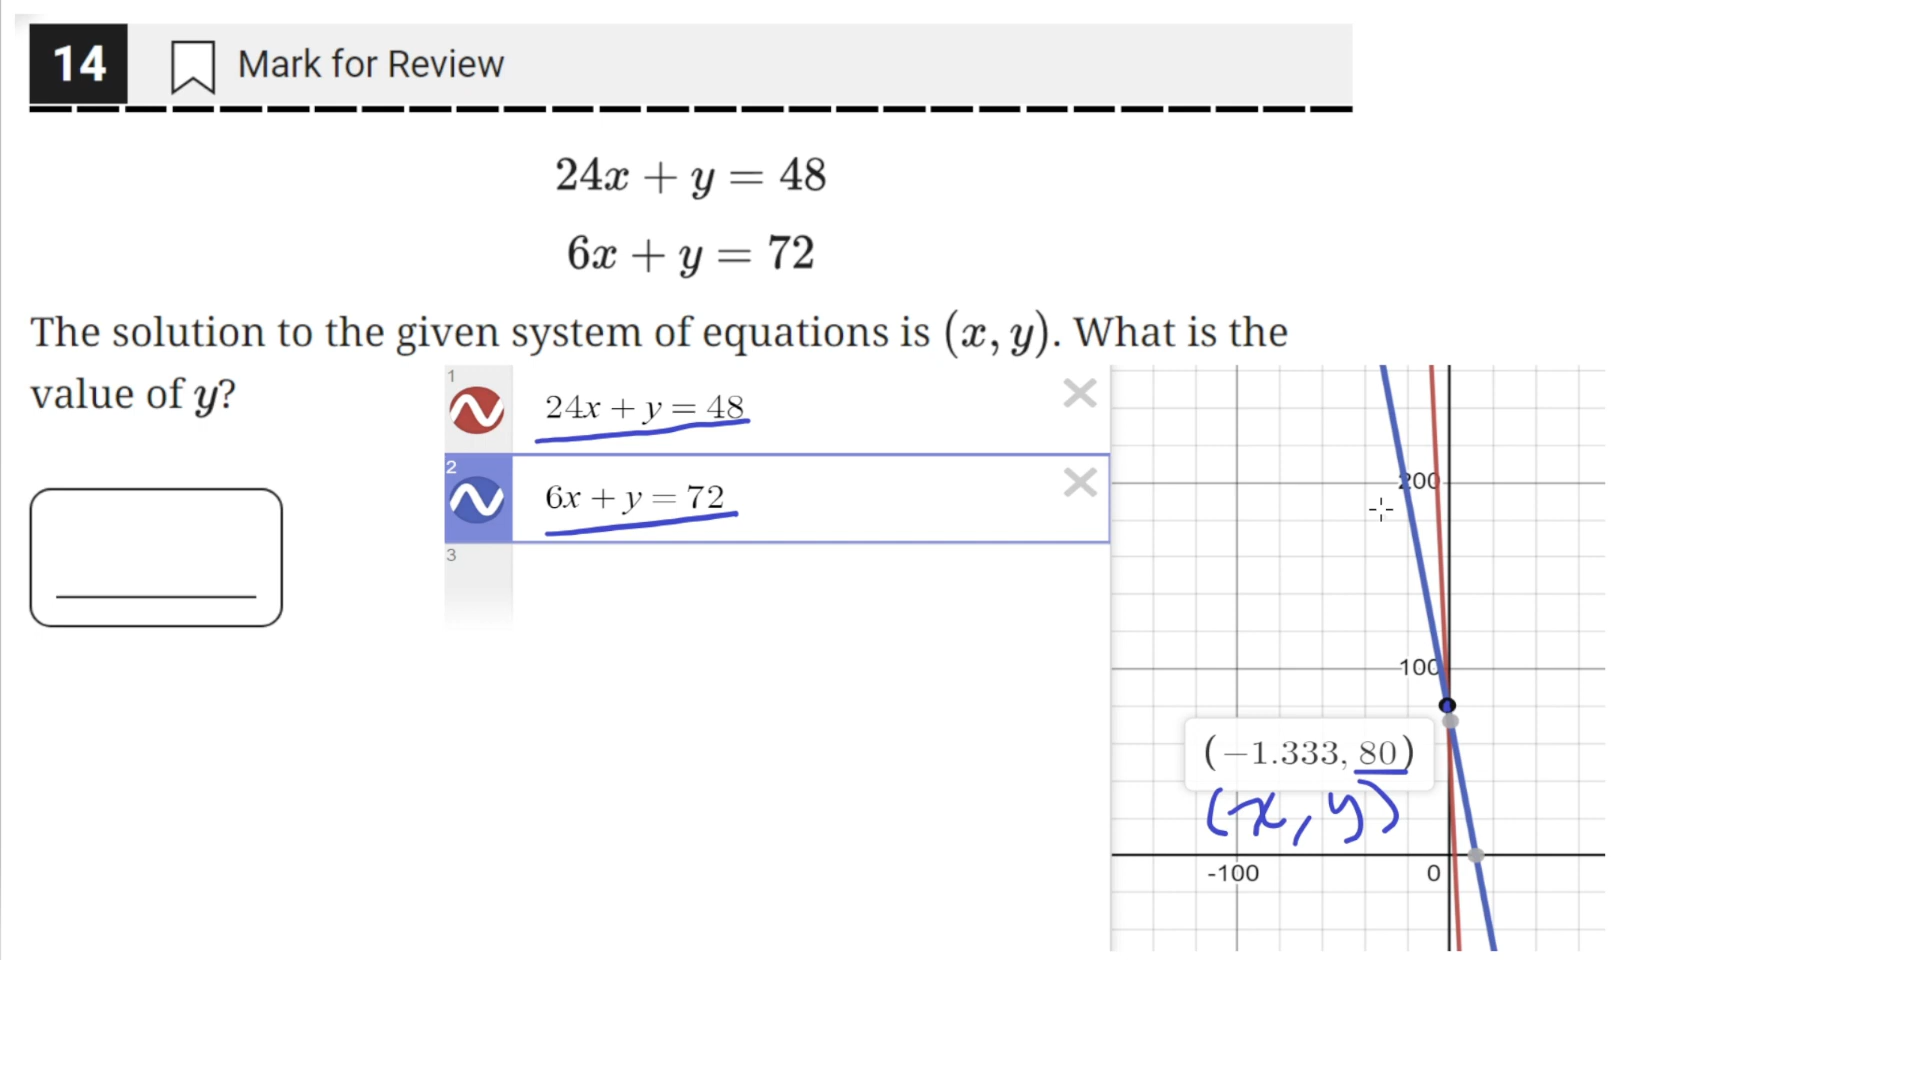 14 Mark for Review
24x + y = 48
6x + y = 72
The solution to the given system of equations is (x, y). What is the
value of y?
1
24x + y = 48
2
6x + y = 72
3
200
100
(−1.333, 80)
(x, y)
-100 0